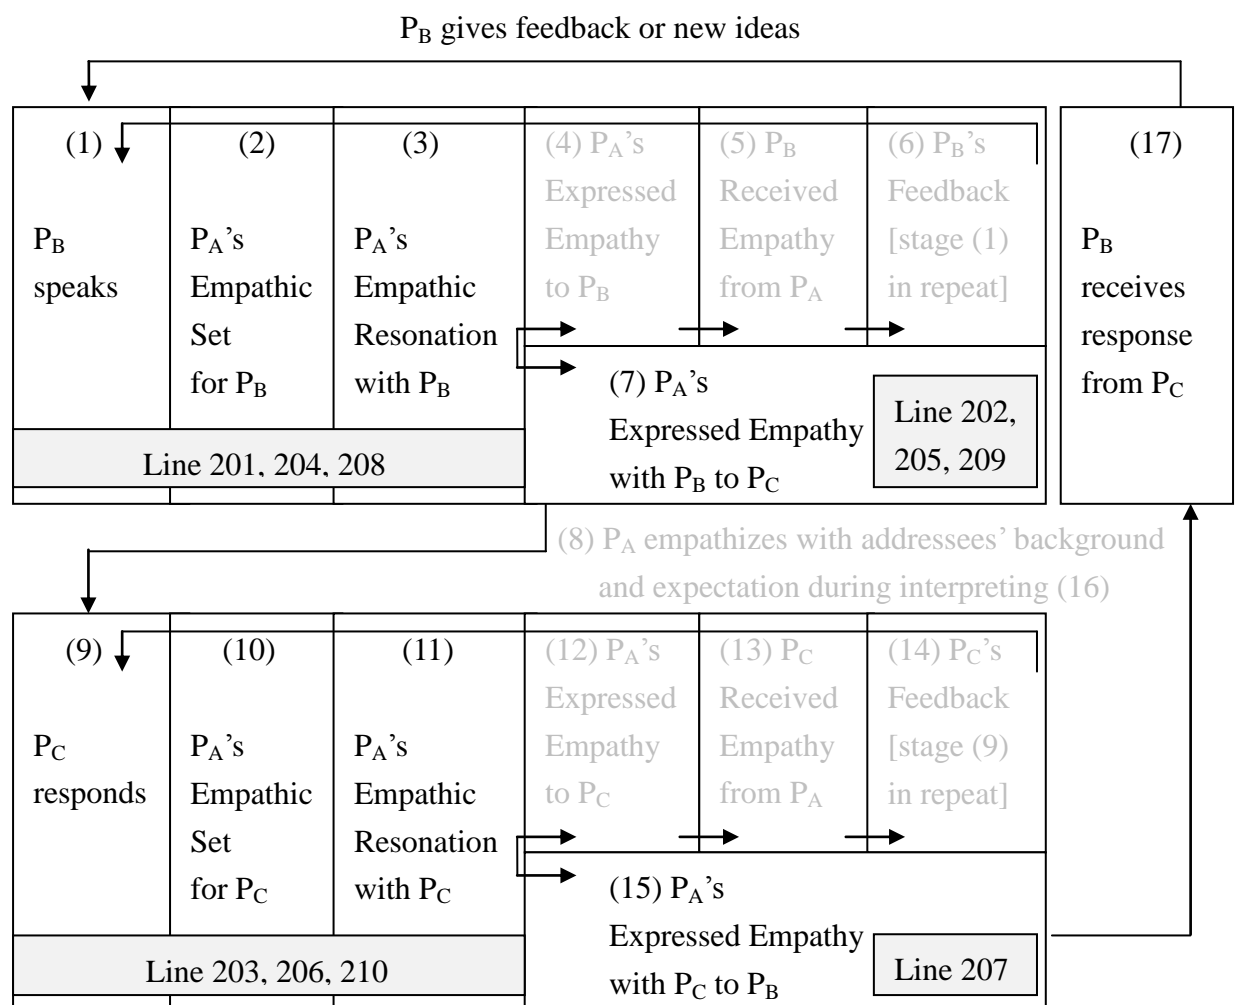 P_B gives feedback or new ideas
(1)
P_B
speaks
(2)
P_A's
Empathic
Set
for P_B
(3)
P_A's
Empathic
Resonation
with P_B
(4) P_A's
Expressed
Empathy
to P_B
(5) P_B
Received
Empathy
from P_A
(6) P_B's
Feedback
[stage (1)
in repeat]
(17)
P_B
receives
response
from P_C
(7) P_A's
Expressed Empathy
with P_B to P_C
Line 202,
205, 209
Line 201, 204, 208
(8) P_A empathizes with addressees' background
and expectation during interpreting (16)
(9)
P_C
responds
(10)
P_A's
Empathic
Set
for P_C
(11)
P_A's
Empathic
Resonation
with P_C
(12) P_A's
Expressed
Empathy
to P_C
(13) P_C
Received
Empathy
from P_A
(14) P_C's
Feedback
[stage (9)
in repeat]
(15) P_A's
Expressed Empathy
with P_C to P_B
Line 207
Line 203, 206, 210